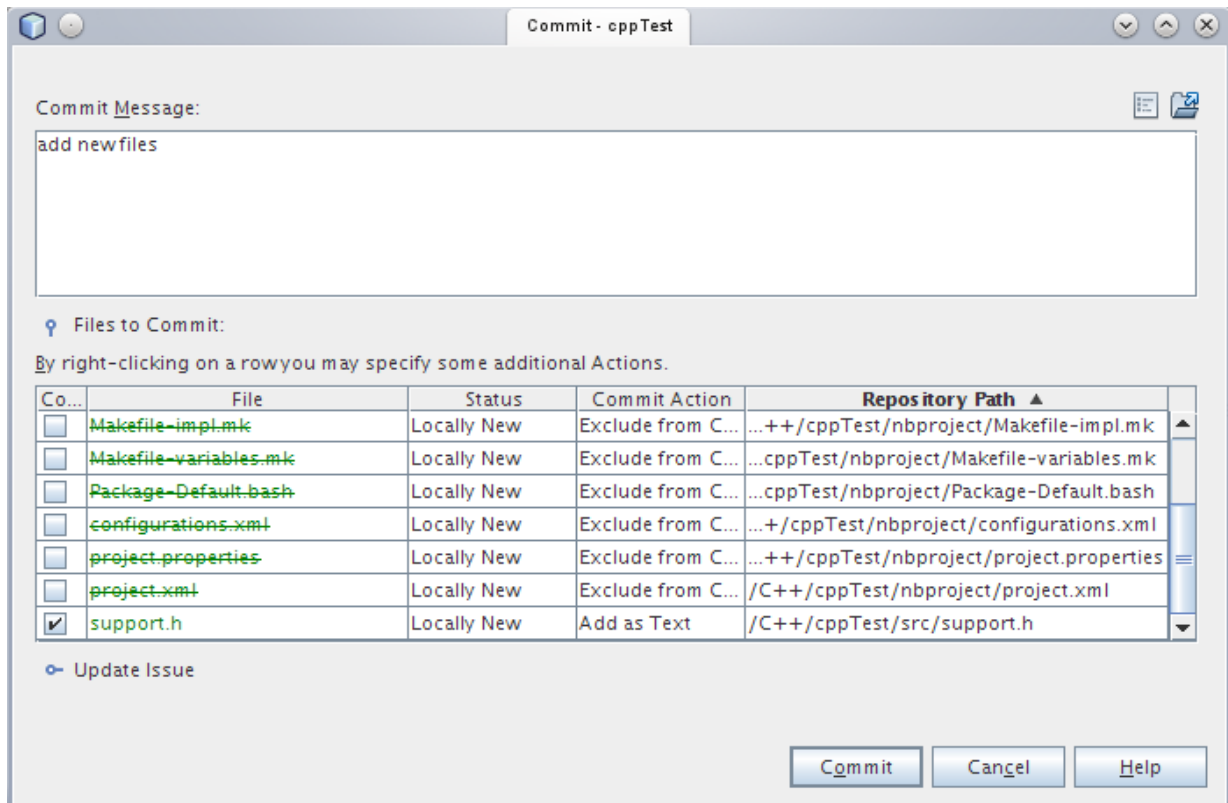 Commit - cppTest
Commit Message:
add new files
Files to Commit:
By right-clicking on a row you may specify some additional Actions.
Co... File Status Commit Action Repository Path ▲
Makefile-impl.mk Locally New Exclude from C... ...++/cppTest/nbproject/Makefile-impl.mk
Makefile-variables.mk Locally New Exclude from C... ...cppTest/nbproject/Makefile-variables.mk
Package-Default.bash Locally New Exclude from C... ...cppTest/nbproject/Package-Default.bash
configurations.xml Locally New Exclude from C... ...+/cppTest/nbproject/configurations.xml
project.properties Locally New Exclude from C... ...++/cppTest/nbproject/project.properties
project.xml Locally New Exclude from C... /C++/cppTest/nbproject/project.xml
support.h Locally New Add as Text /C++/cppTest/src/support.h
Update Issue
Commit Cancel Help